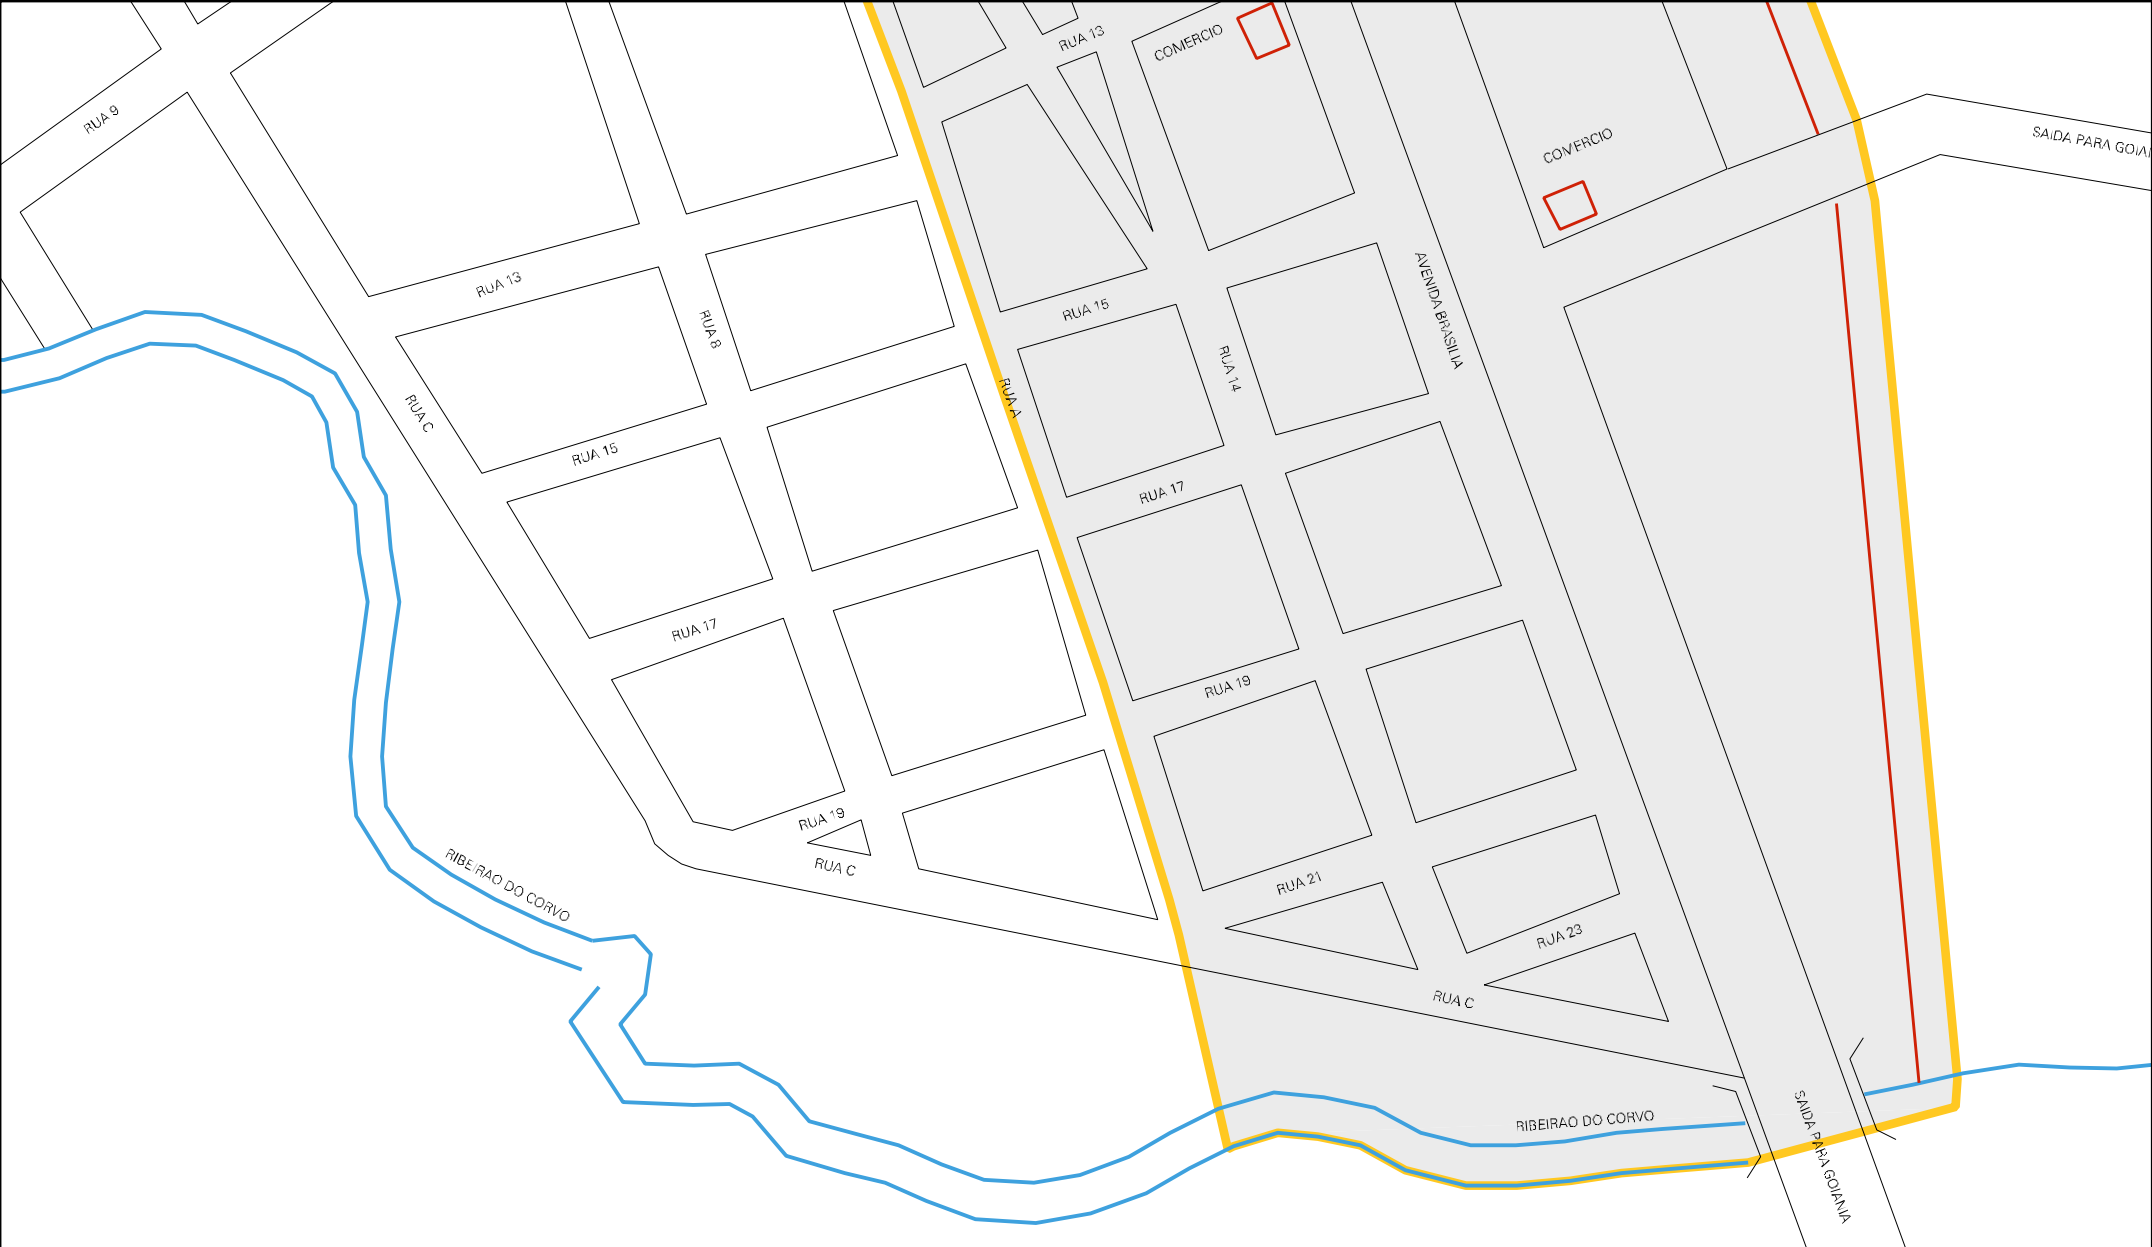 RUA 13
COMERCIO
RUA 9
COMERCIO
SAIDA PARA GOIAN
RUA 13
RUA 15
RUA 8
AVENIDA BRASILIA
RUA 14
RUA A
RUA C
RUA 15
RUA 17
RUA 17
RUA 19
RUA 19
RUA C
RUA 21
RIBEIRAO DO CORVO
RUA 23
RUA C
RIBEIRAO DO CORVO
SAIDA PARA GOIANIA